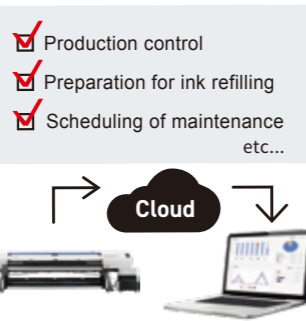 Production control
Preparation for ink refilling
Scheduling of maintenance
etc...
Cloud